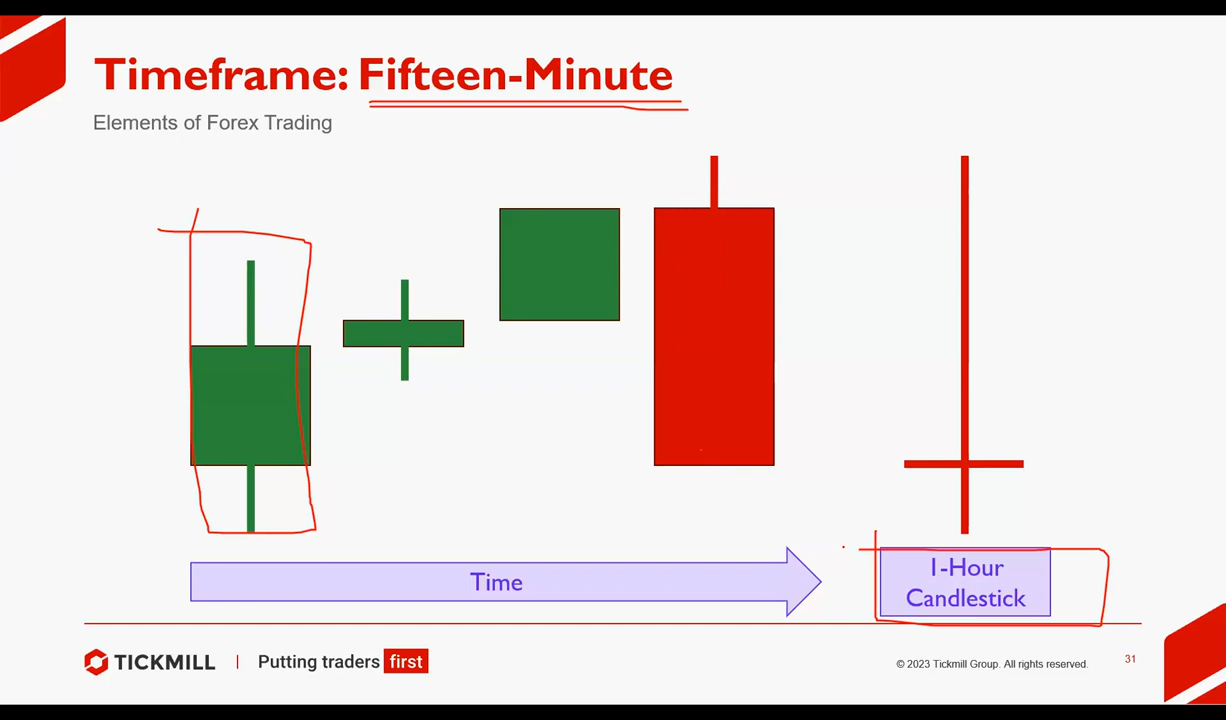 Timeframe: Fifteen-Minute
Elements of Forex Trading
Time
1-Hour
Candlestick
TICKMILL | Putting traders first
© 2023 Tickmill Group. All rights reserved.
31